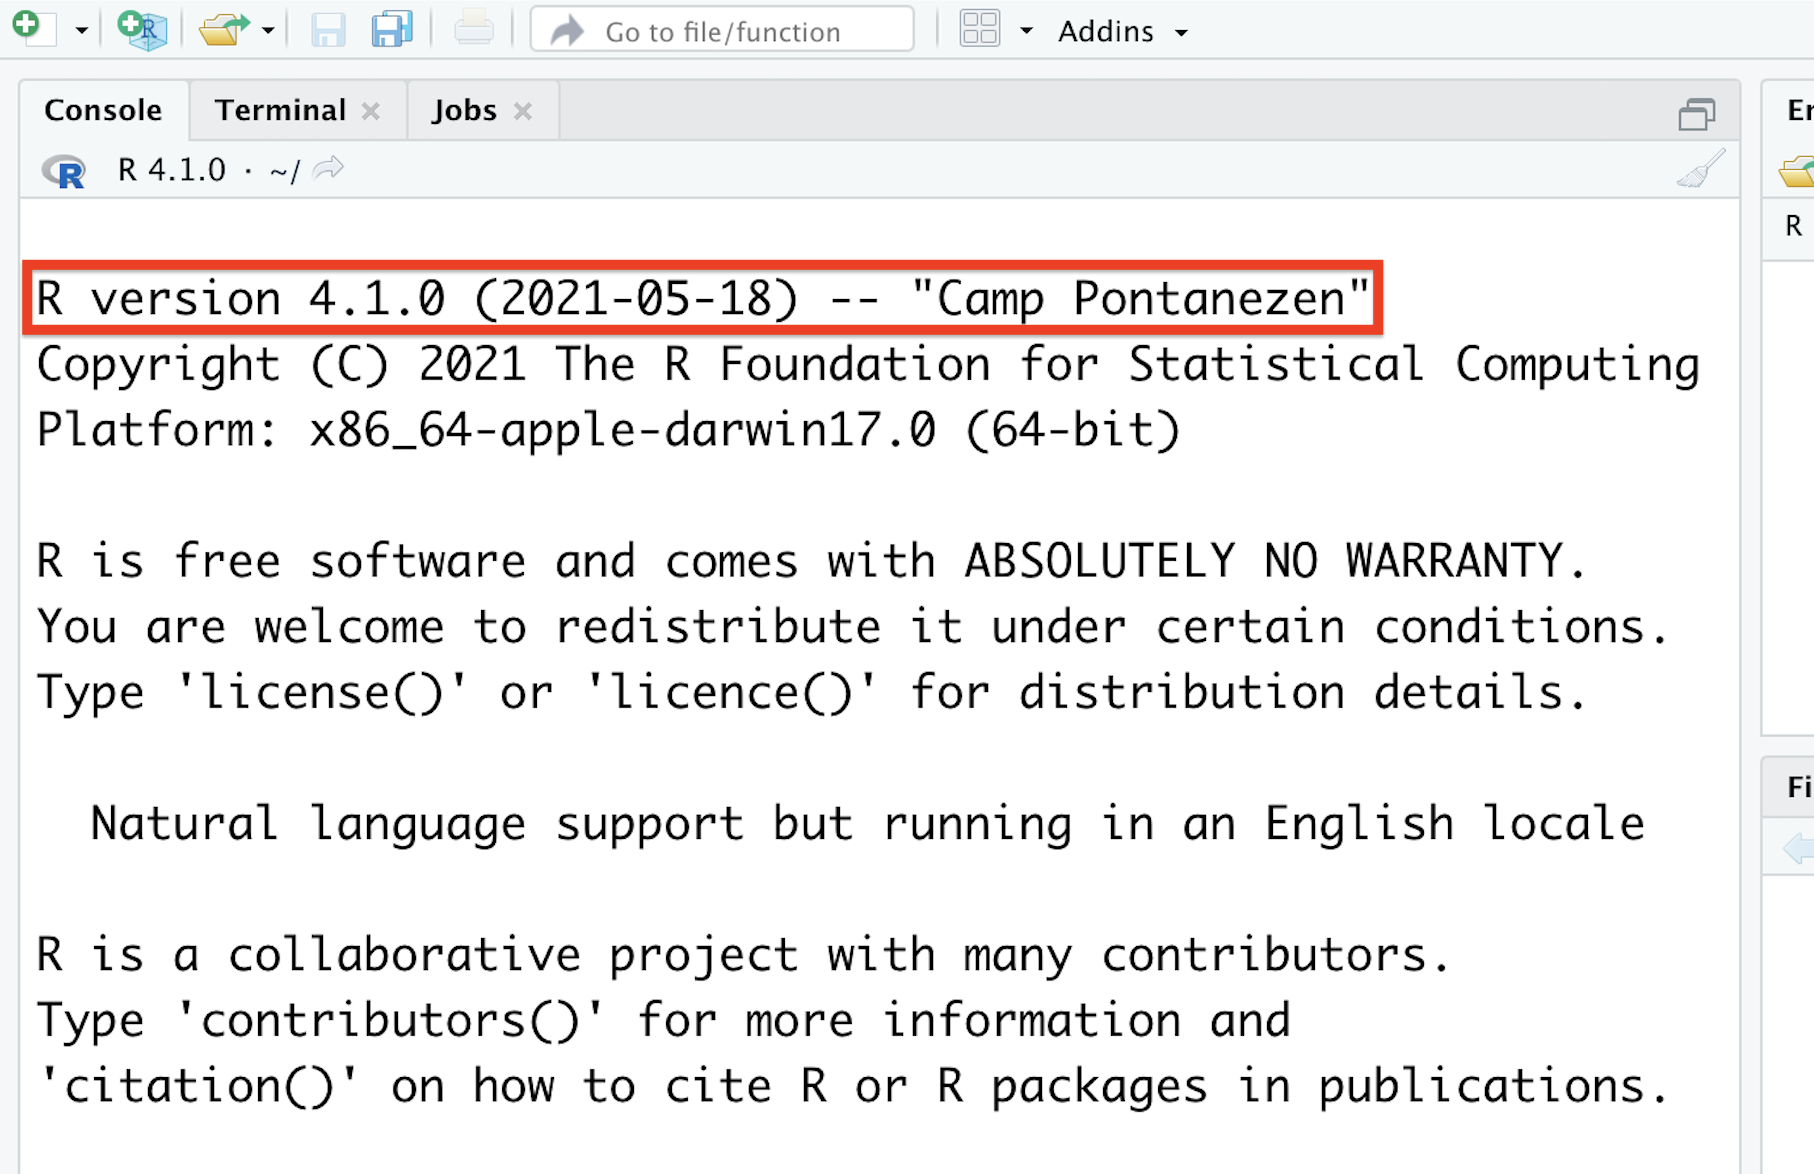 Go to file/function
Addins
Console
Terminal
Jobs
R 4.1.0 · ~/
R version 4.1.0 (2021-05-18) -- "Camp Pontanezen"
Copyright (C) 2021 The R Foundation for Statistical Computing
Platform: x86_64-apple-darwin17.0 (64-bit)
R is free software and comes with ABSOLUTELY NO WARRANTY.
You are welcome to redistribute it under certain conditions.
Type 'license()' or 'licence()' for distribution details.
Natural language support but running in an English locale
R is a collaborative project with many contributors.
Type 'contributors()' for more information and
'citation()' on how to cite R or R packages in publications.
R